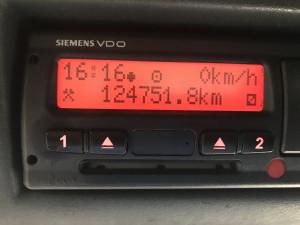 SIEMENS VDO
16:16 0km/h
124751.8km
1 2